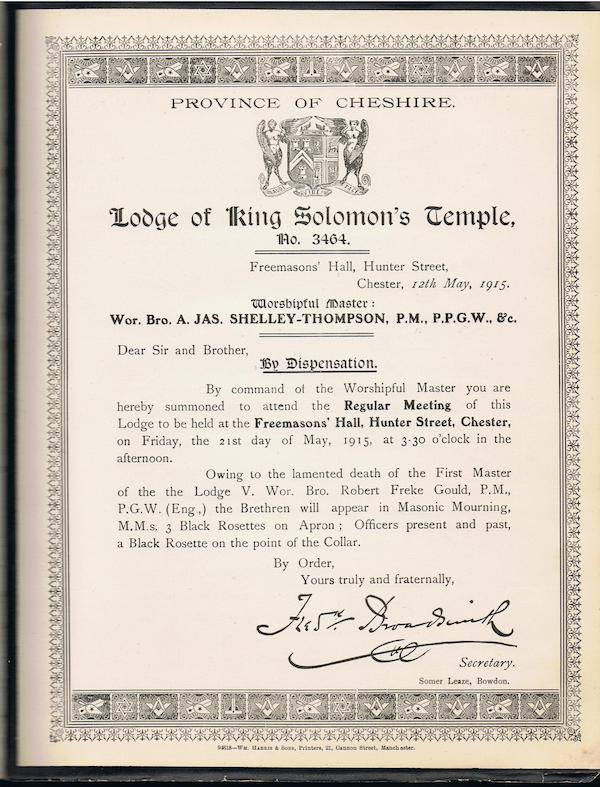 PROVINCE OF CHESHIRE.
AUDI VIDE TACE
Lodge of King Solomon's Temple,
No. 3464.
Freemasons' Hall, Hunter Street,
Chester, 12th May, 1915.
Worshipful Master:
Wor. Bro. A. JAS. SHELLEY-THOMPSON, P.M., P.P.G.W., &c.
Dear Sir and Brother,
By Dispensation.
By command of the Worshipful Master you are
hereby summoned to attend the Regular Meeting of this
Lodge to be held at the Freemasons' Hall, Hunter Street, Chester,
on Friday, the 21st day of May, 1915, at 3-30 o'clock in the
afternoon.
Owing to the lamented death of the First Master
of the the Lodge V. Wor. Bro. Robert Freke Gould, P.M.,
P.G.W. (Eng.,) the Brethren will appear in Masonic Mourning,
M.M.s. 3 Black Rosettes on Apron; Officers present and past,
a Black Rosette on the point of the Collar.
By Order,
Yours truly and fraternally,
Fredk Broadsmith
Secretary.
Somer Leaze, Bowdon.
94618—Wm. Harris & Sons, Printers, 21, Cannon Street, Manchester.